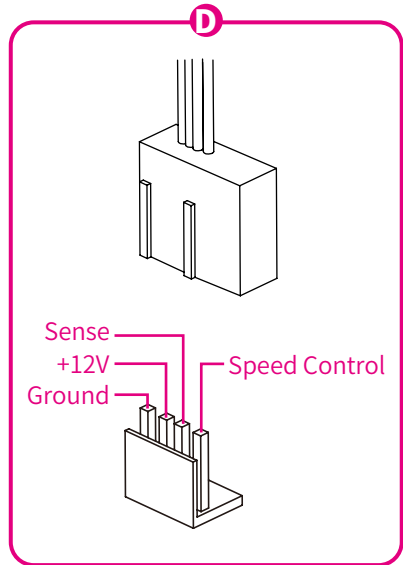 D
Sense
+12V
Ground
Speed Control